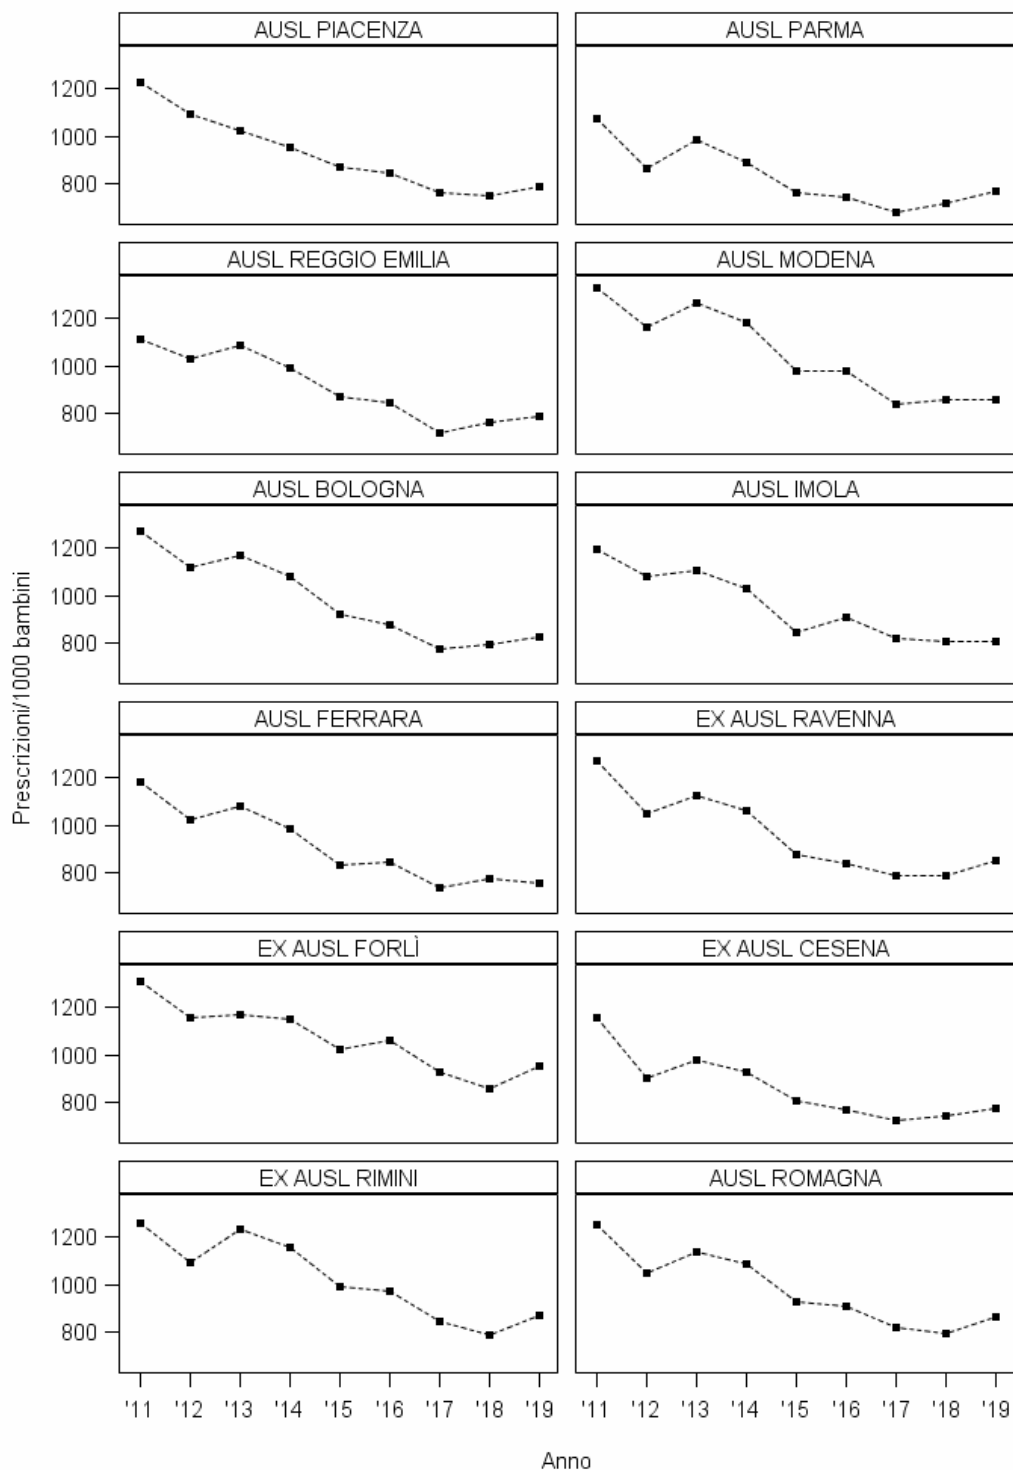 AUSL PIACENZA
AUSL PARMA
1200
1000
800
AUSL REGGIO EMILIA
AUSL MODENA
1200
1000
800
AUSL BOLOGNA
AUSL IMOLA
1200
1000
800
Prescrizioni/1000 bambini
AUSL FERRARA
EX AUSL RAVENNA
1200
1000
800
EX AUSL FORLÌ
EX AUSL CESENA
1200
1000
800
EX AUSL RIMINI
AUSL ROMAGNA
1200
1000
800
'11 '12 '13 '14 '15 '16 '17 '18 '19
'11 '12 '13 '14 '15 '16 '17 '18 '19
Anno